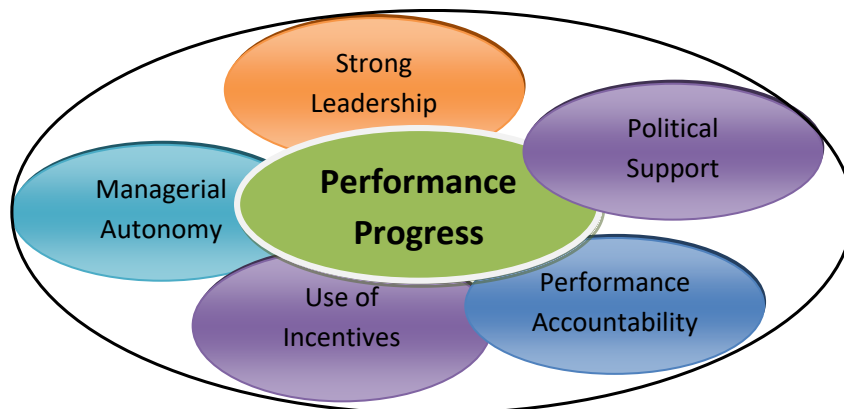 Strong
Leadership
Political
Support
Managerial
Autonomy
Performance
Progress
Use of
Incentives
Performance
Accountability